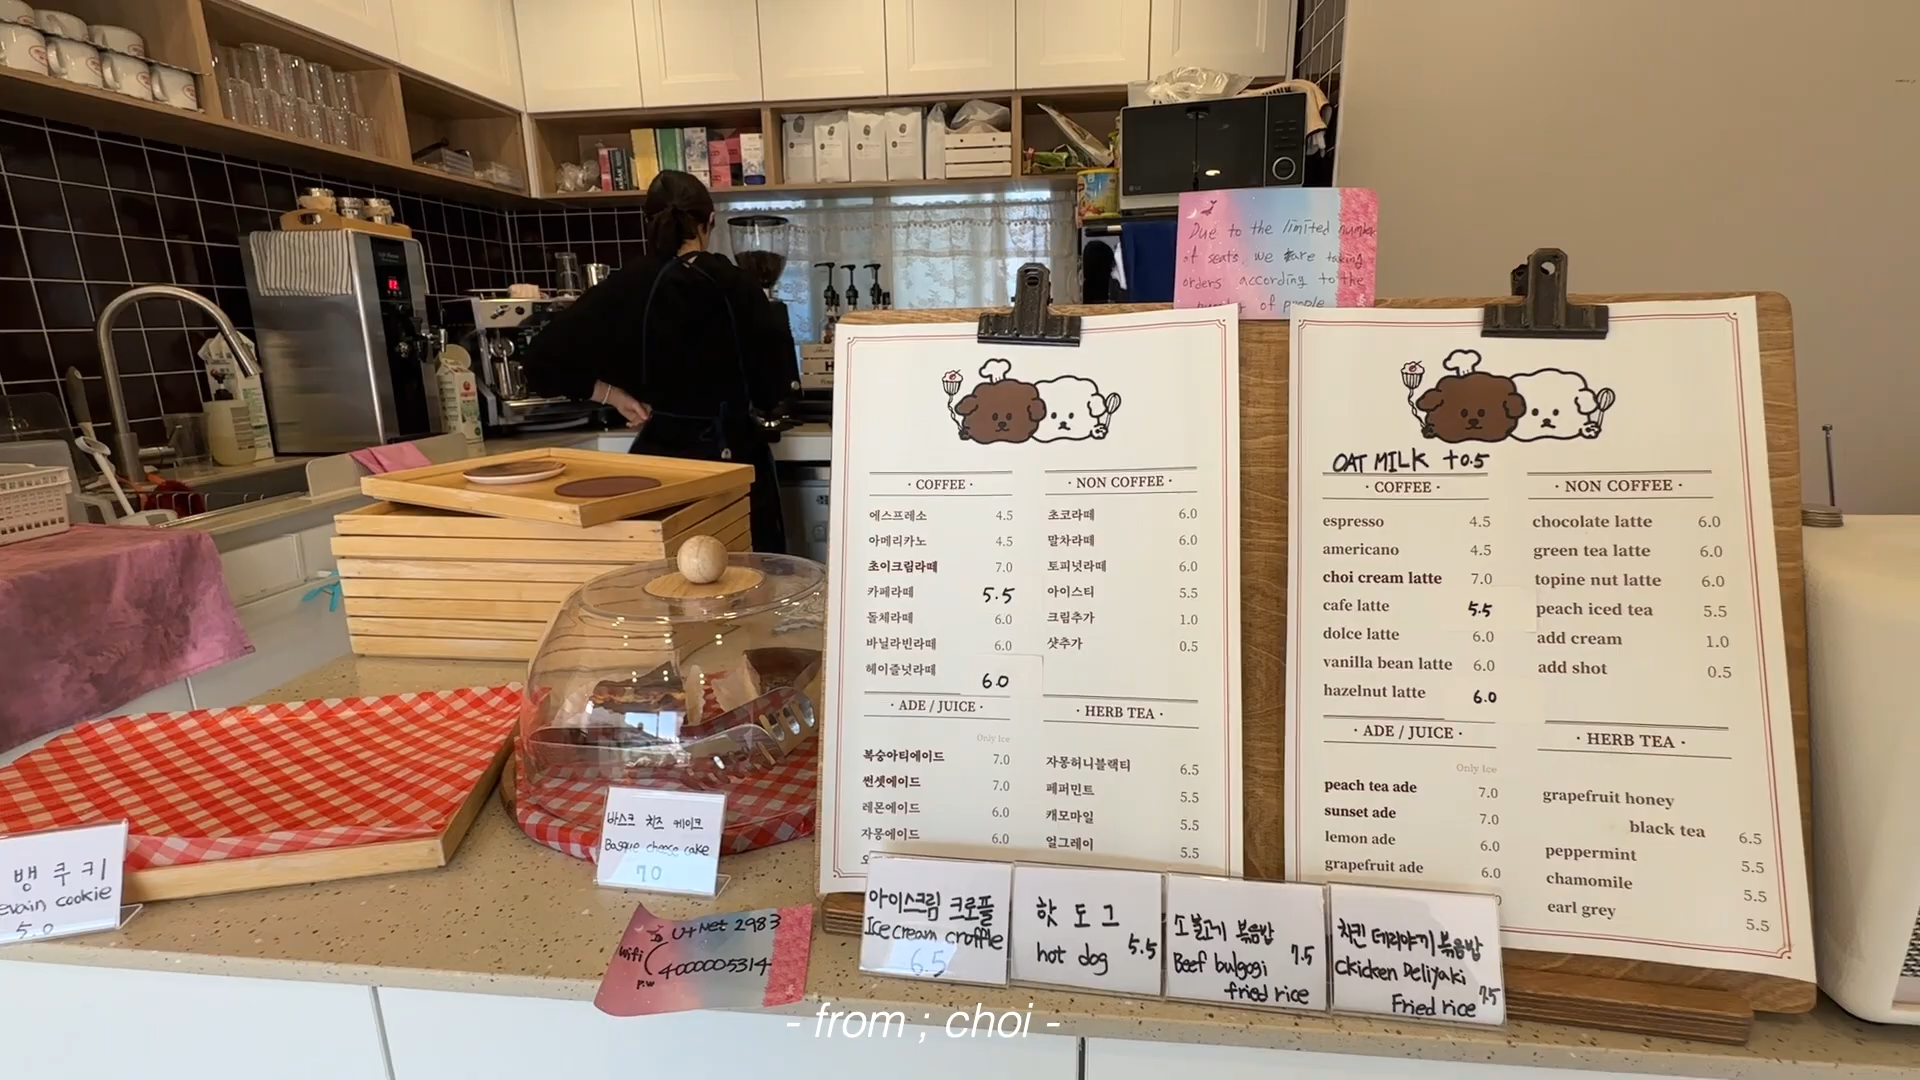 Due to the limited number
of seats, we are taking
orders according to the
of people
· COFFEE ·
에스프레소 4.5
아메리카노 4.5
초이크림라떼 7.0
카페라떼 5.5
돌체라떼 6.0
바닐라빈라떼 6.0
헤이즐넛라떼 6.0
· NON COFFEE ·
초코라떼 6.0
말차라떼 6.0
토피넛라떼 6.0
아이스티 5.5
크림추가 1.0
샷추가 0.5
· ADE / JUICE ·
Only Ice
복숭아티에이드 7.0
썬셋에이드 7.0
레몬에이드 6.0
자몽에이드 6.0
· HERB TEA ·
자몽허니블랙티 6.5
페퍼민트 5.5
캐모마일 5.5
얼그레이 5.5
OAT MILK +0.5
· COFFEE ·
espresso 4.5
americano 4.5
choi cream latte 7.0
cafe latte 5.5
dolce latte 6.0
vanilla bean latte 6.0
hazelnut latte 6.0
· NON COFFEE ·
chocolate latte 6.0
green tea latte 6.0
topine nut latte 6.0
peach iced tea 5.5
add cream 1.0
add shot 0.5
· ADE / JUICE ·
Only Ice
peach tea ade 7.0
sunset ade 7.0
lemon ade 6.0
grapefruit ade 6.0
· HERB TEA ·
grapefruit honey
black tea 6.5
peppermint 5.5
chamomile 5.5
earl grey 5.5
뱅 쿠 키
evain cookie
5.0
바스크 치즈 케이크
Basque cheese cake
7.0
wifi
U+Net 2983
P.W 4000005314
아이스크림 크로플
Ice cream croffle
6.5
핫 도 그
hot dog 5.5
소불고기 볶음밥
Beef bulgogi 7.5
fried rice
치킨 데리야끼 볶음밥
Ckicken Deliyaki
Fried rice 7.5
- from ; choi -